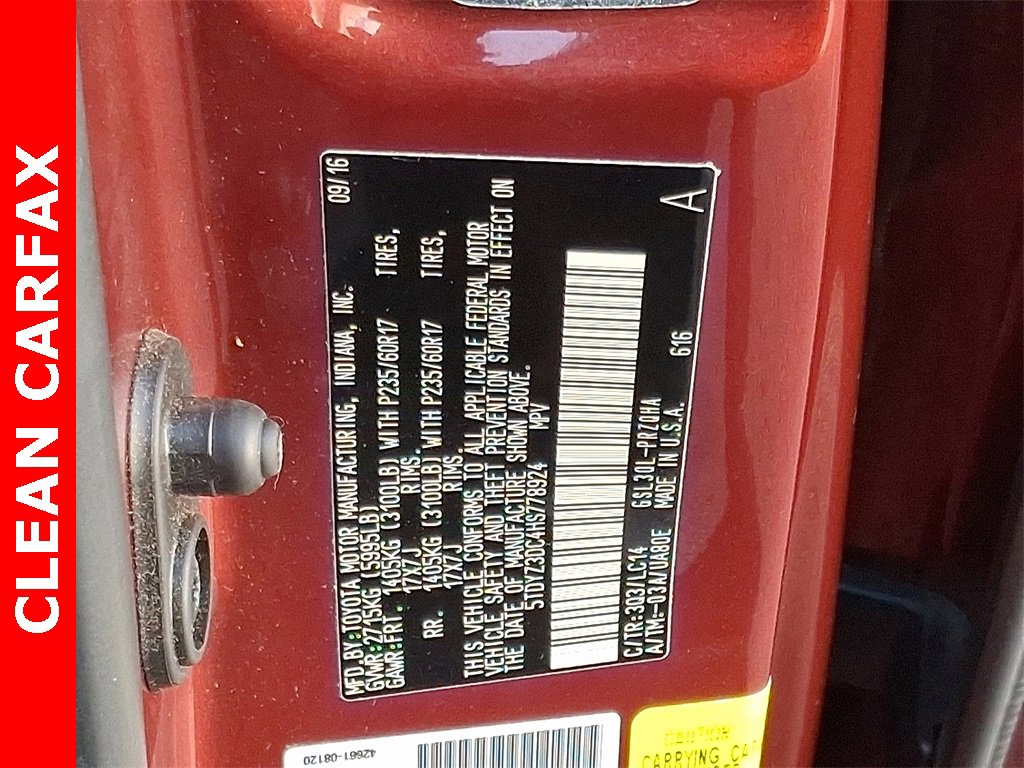 CLEAN CARFAX
MFD.BY:TOYOTA MOTOR MANUFACTURING, INDIANA, INC. 09/16
GVWR:2715KG (5995LB)
GAWR:FRT. 1405KG (3100LB) WITH P235/60R17 TIRES,
17X7J RIMS.
RR. 1405KG (3100LB) WITH P235/60R17 TIRES,
17X7J RIMS.
THIS VEHICLE CONFORMS TO ALL APPLICABLE FEDERAL MOTOR
VEHICLE SAFETY AND THEFT PREVENTION STANDARDS IN EFFECT ON
THE DATE OF MANUFACTURE SHOWN ABOVE.
5TDYZ3DC4HS778924 MPV
C/TR:3Q3/LC14 GSL30L-PRZQHA G16
A/TM:-03A/UA80E MADE IN U.S.A. A
42661-08120
CAUTION
CARRYING